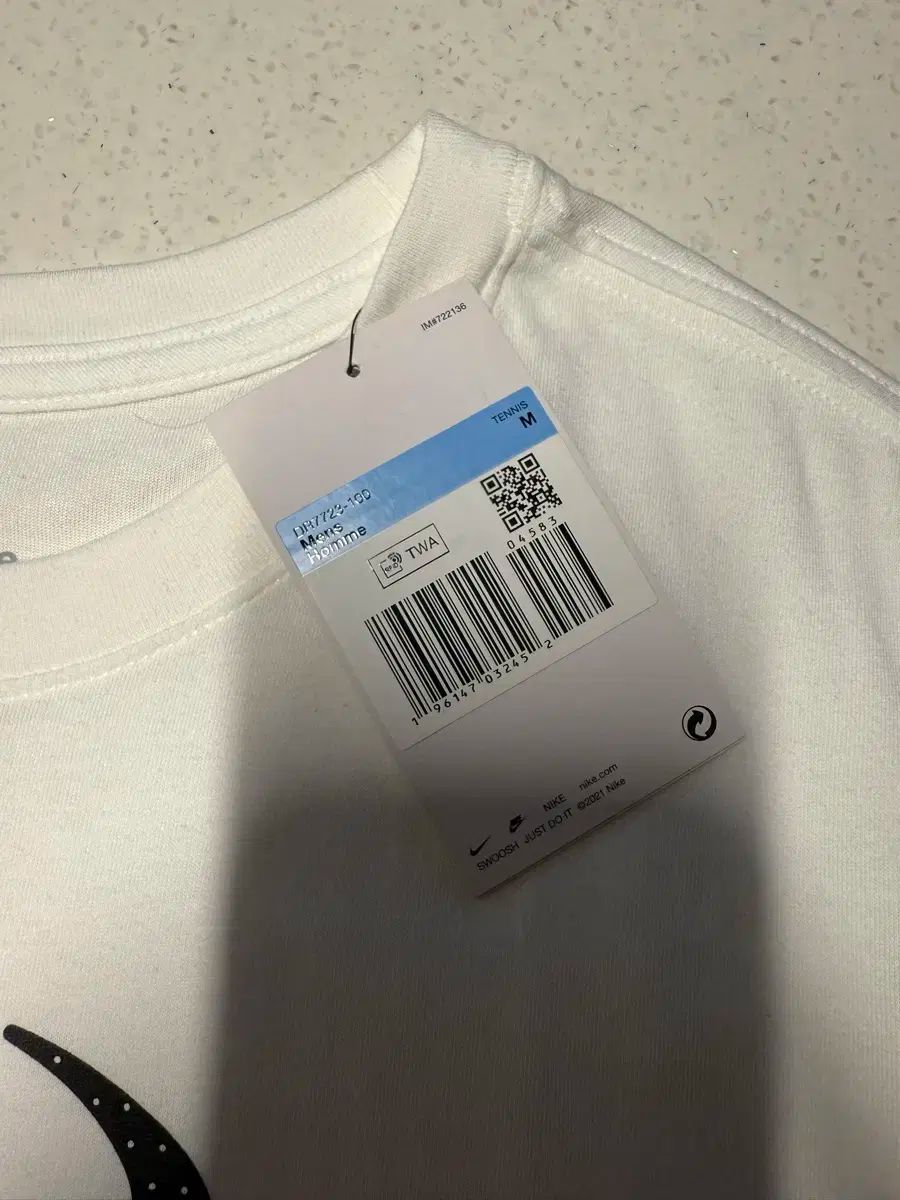 IM#722136
TENNIS
M
DR7723-100
Mens
Homme
TWA
04583
1 96147 03245 2
NIKE nike.com
SWOOSH JUST DO IT ©2021 Nike